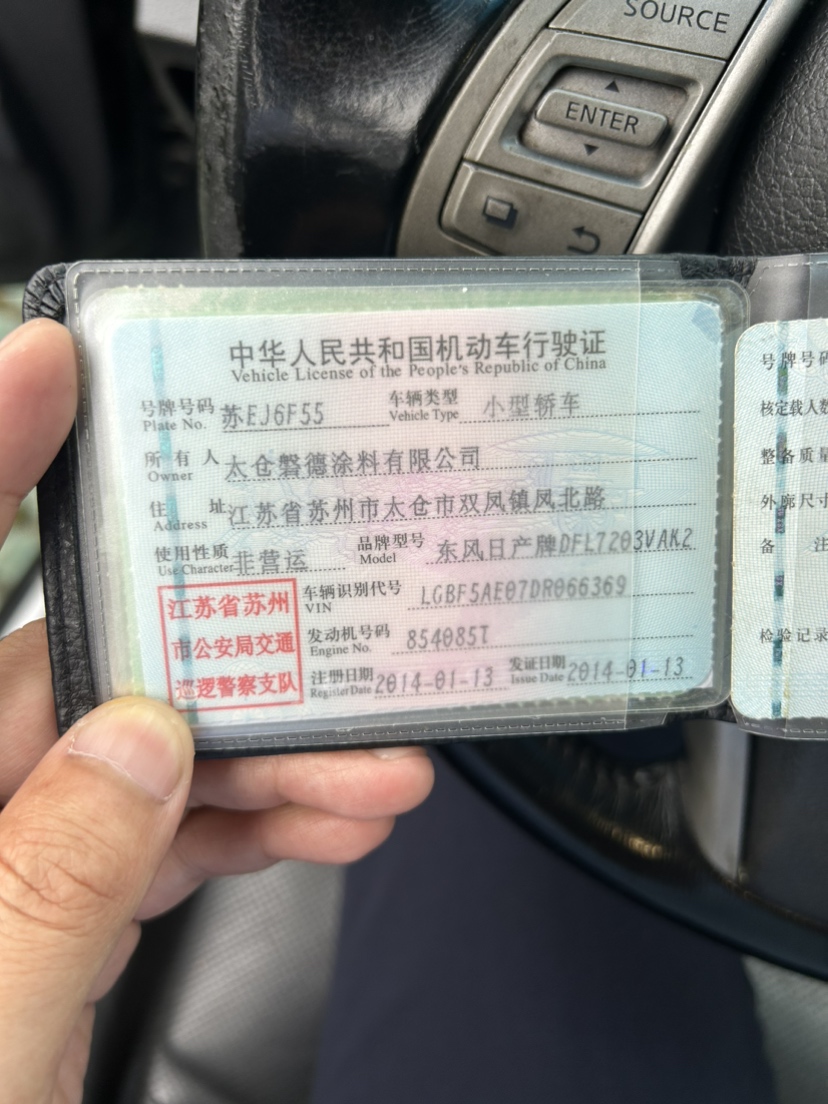 SOURCE
ENTER
中华人民共和国机动车行驶证
Vehicle License of the People's Republic of China
号牌号码 苏EJ6F55 车辆类型 小型轿车
Plate No. Vehicle Type
所有人 太仓磐德涂料有限公司
Owner
住址 江苏省苏州市太仓市双凤镇凤北路
Address
使用性质 非营运 品牌型号 东风日产牌DFL7203VAK2
Use Character Model
江苏省苏州
市公安局交通
巡逻警察支队
车辆识别代号 LGBF5AE07DR066369
VIN
发动机号码 854085T
Engine No.
注册日期 2014-01-13 发证日期 2014-01-13
Register Date Issue Date
号牌号码
核定载人数
整备质量
外廓尺寸
备注
检验记录